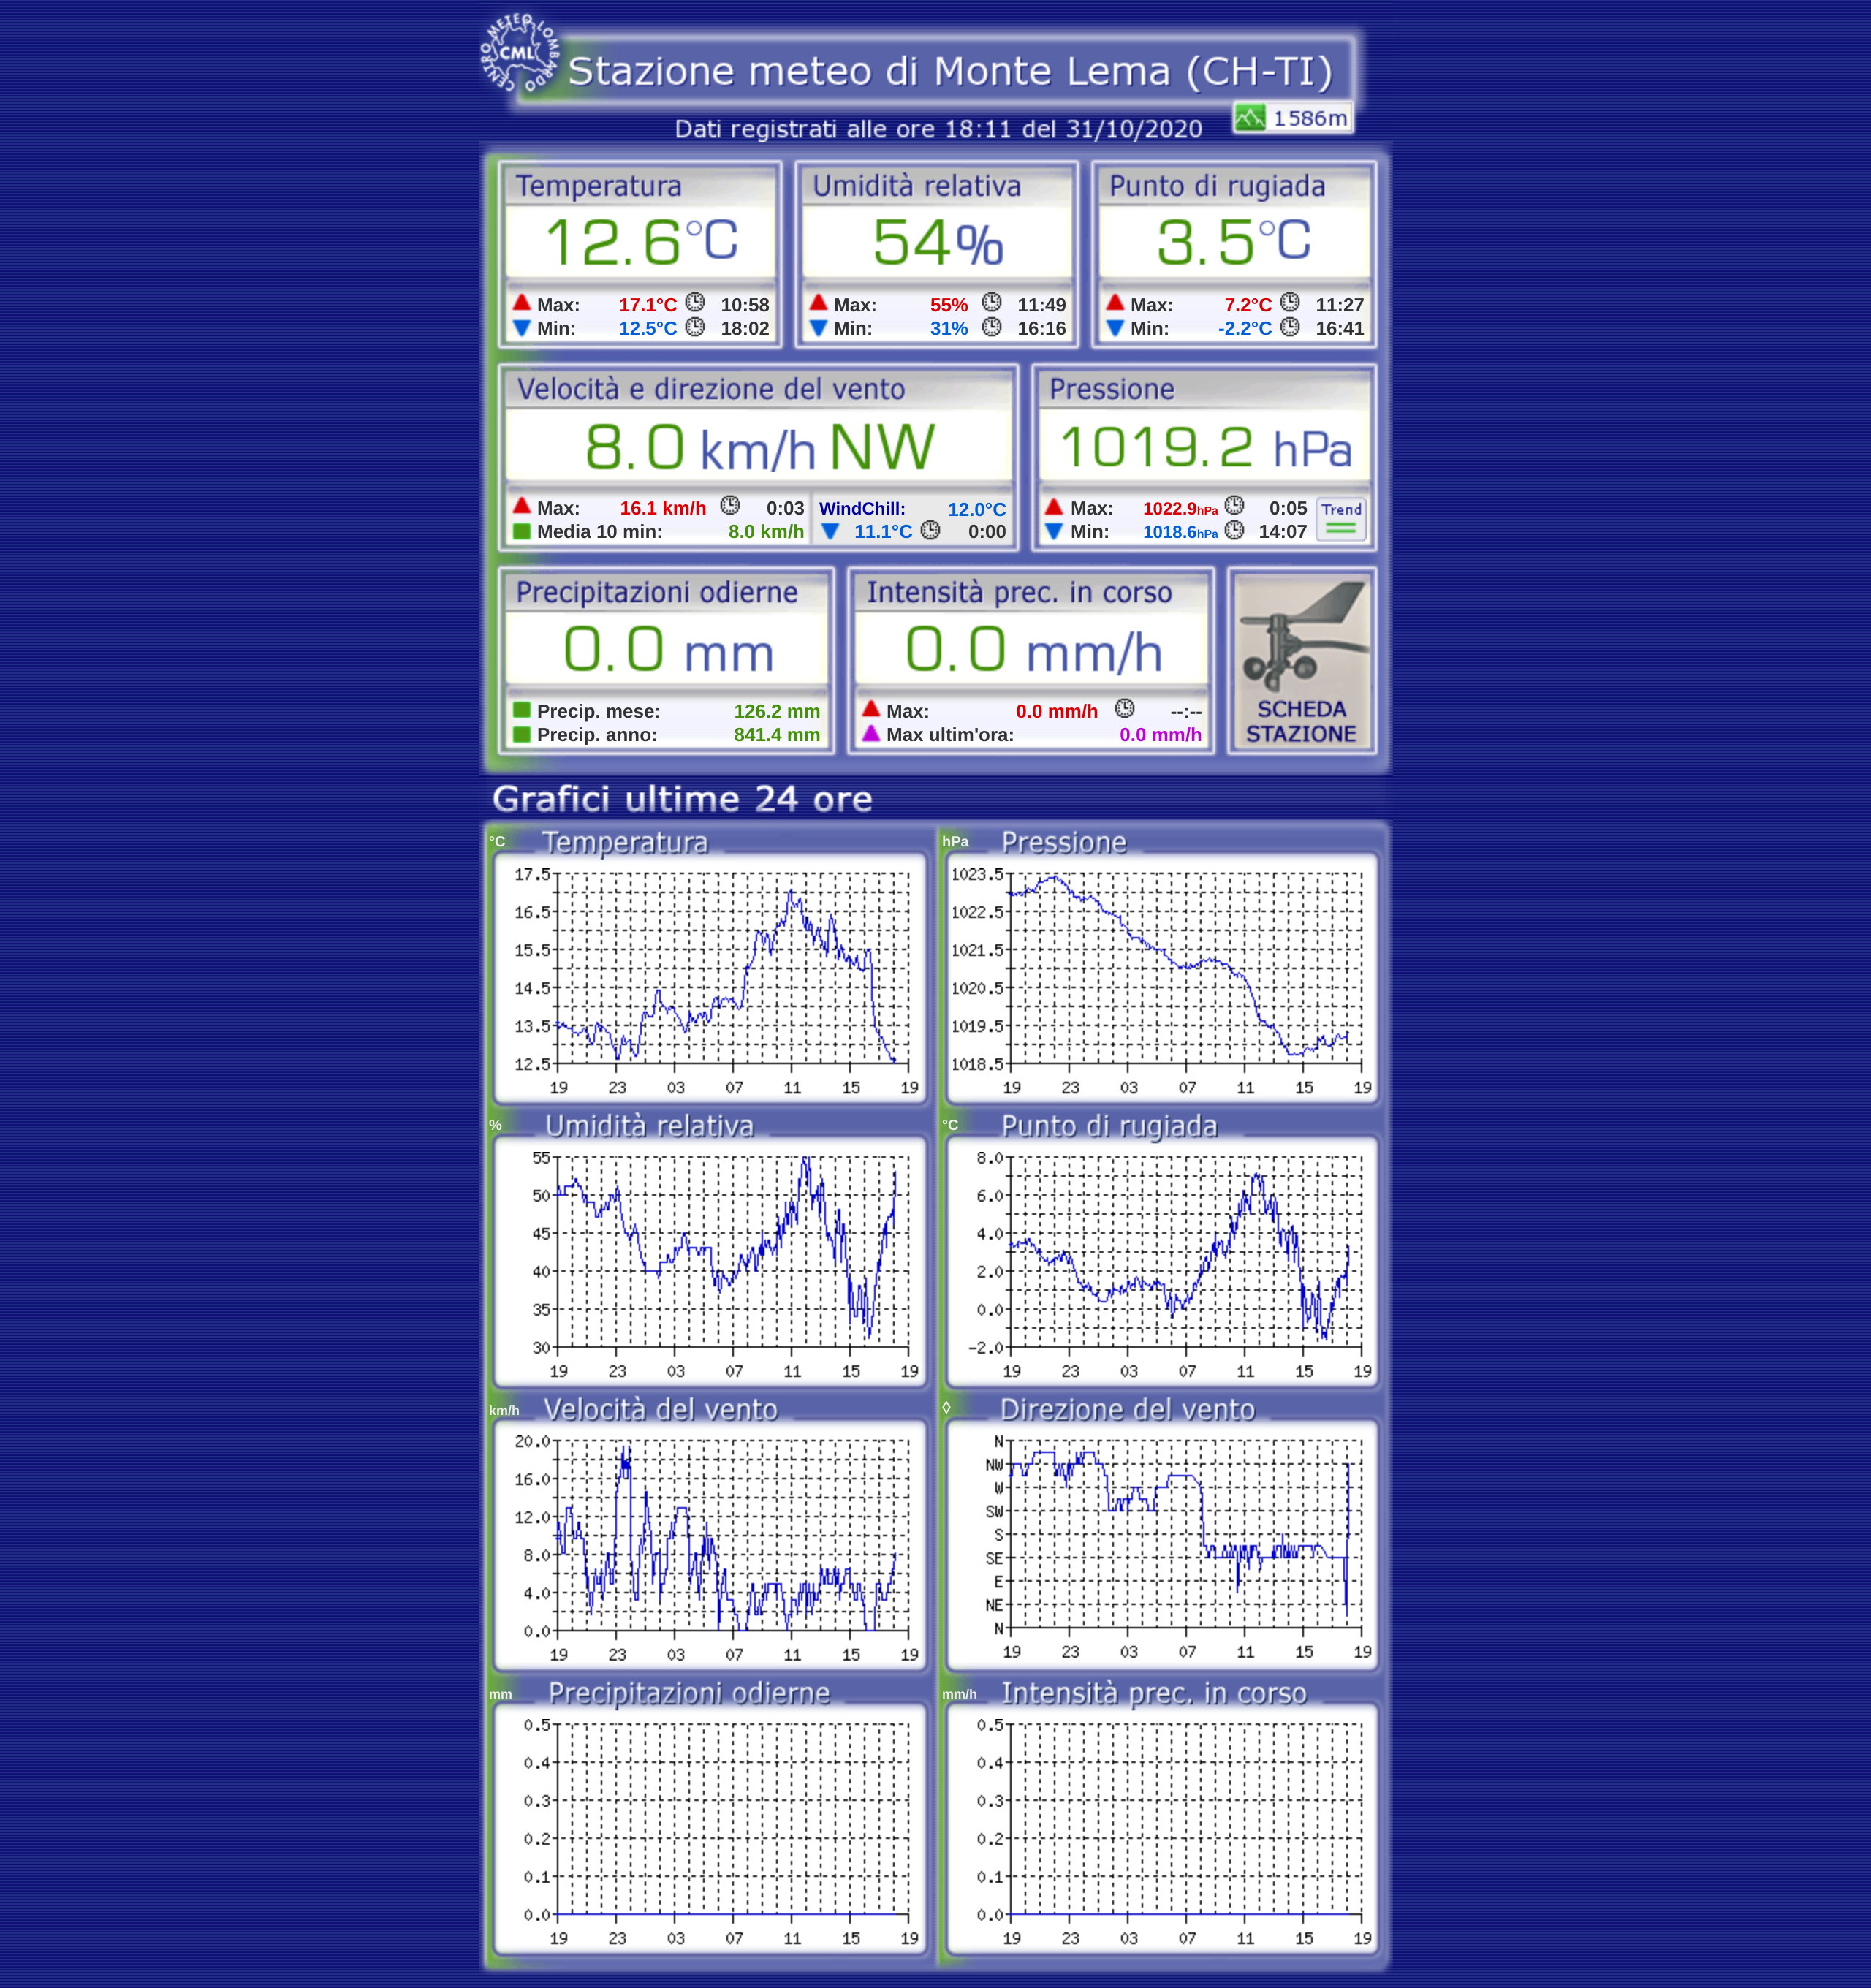 CENTRO METEO LOMBARDO
CML
Stazione meteo di Monte Lema (CH-TI)
1586m
Dati registrati alle ore 18:11 del 31/10/2020
Temperatura
12.6°C
Max: 17.1°C 10:58
Min: 12.5°C 18:02
Umidità relativa
54%
Max: 55% 11:49
Min: 31% 16:16
Punto di rugiada
3.5°C
Max: 7.2°C 11:27
Min: -2.2°C 16:41
Velocità e direzione del vento
8.0 km/h NW
Max: 16.1 km/h 0:03
Media 10 min: 8.0 km/h
WindChill: 12.0°C
11.1°C 0:00
Pressione
1019.2 hPa
Max: 1022.9hPa 0:05
Min: 1018.6hPa 14:07
Trend
Precipitazioni odierne
0.0 mm
Precip. mese: 126.2 mm
Precip. anno: 841.4 mm
Intensità prec. in corso
0.0 mm/h
Max: 0.0 mm/h --:--
Max ultim'ora: 0.0 mm/h
SCHEDA
STAZIONE
Grafici ultime 24 ore
°C Temperatura
17.5
16.5
15.5
14.5
13.5
12.5
19 23 03 07 11 15 19
hPa Pressione
1023.5
1022.5
1021.5
1020.5
1019.5
1018.5
19 23 03 07 11 15 19
% Umidità relativa
55
50
45
40
35
30
19 23 03 07 11 15 19
°C Punto di rugiada
8.0
6.0
4.0
2.0
0.0
-2.0
19 23 03 07 11 15 19
km/h Velocità del vento
20.0
16.0
12.0
8.0
4.0
0.0
19 23 03 07 11 15 19
◊ Direzione del vento
N
NW
W
SW
S
SE
E
NE
N
19 23 03 07 11 15 19
mm Precipitazioni odierne
0.5
0.4
0.3
0.2
0.1
0.0
19 23 03 07 11 15 19
mm/h Intensità prec. in corso
0.5
0.4
0.3
0.2
0.1
0.0
19 23 03 07 11 15 19